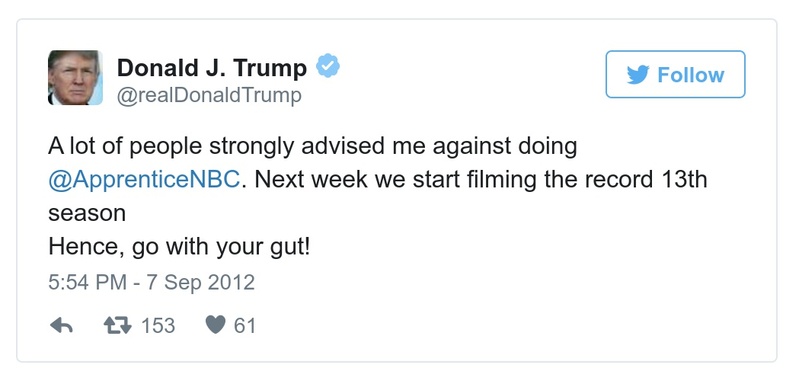 Donald J. Trump
@realDonaldTrump
Follow
A lot of people strongly advised me against doing
@ApprenticeNBC. Next week we start filming the record 13th
season
Hence, go with your gut!
5:54 PM - 7 Sep 2012
153 61